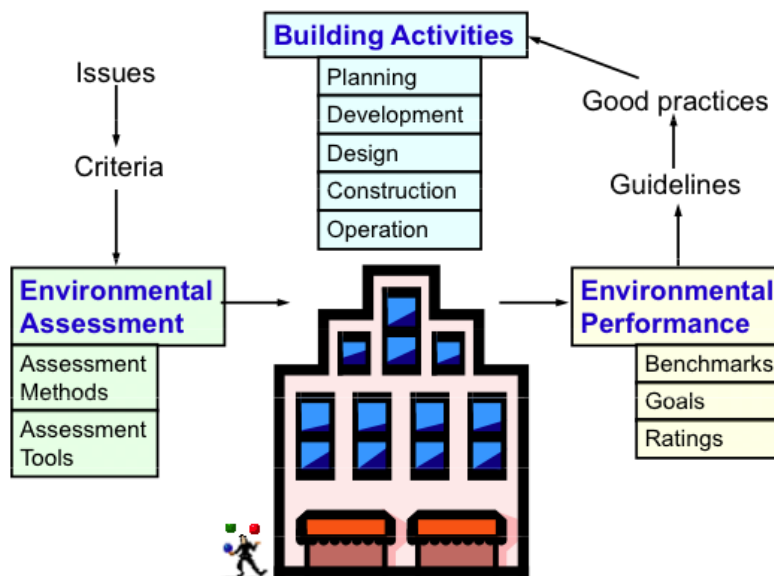 Building Activities
Planning
Development
Design
Construction
Operation
Issues
Criteria
Environmental
Assessment
Assessment
Methods
Assessment
Tools
Good practices
Guidelines
Environmental
Performance
Benchmarks
Goals
Ratings